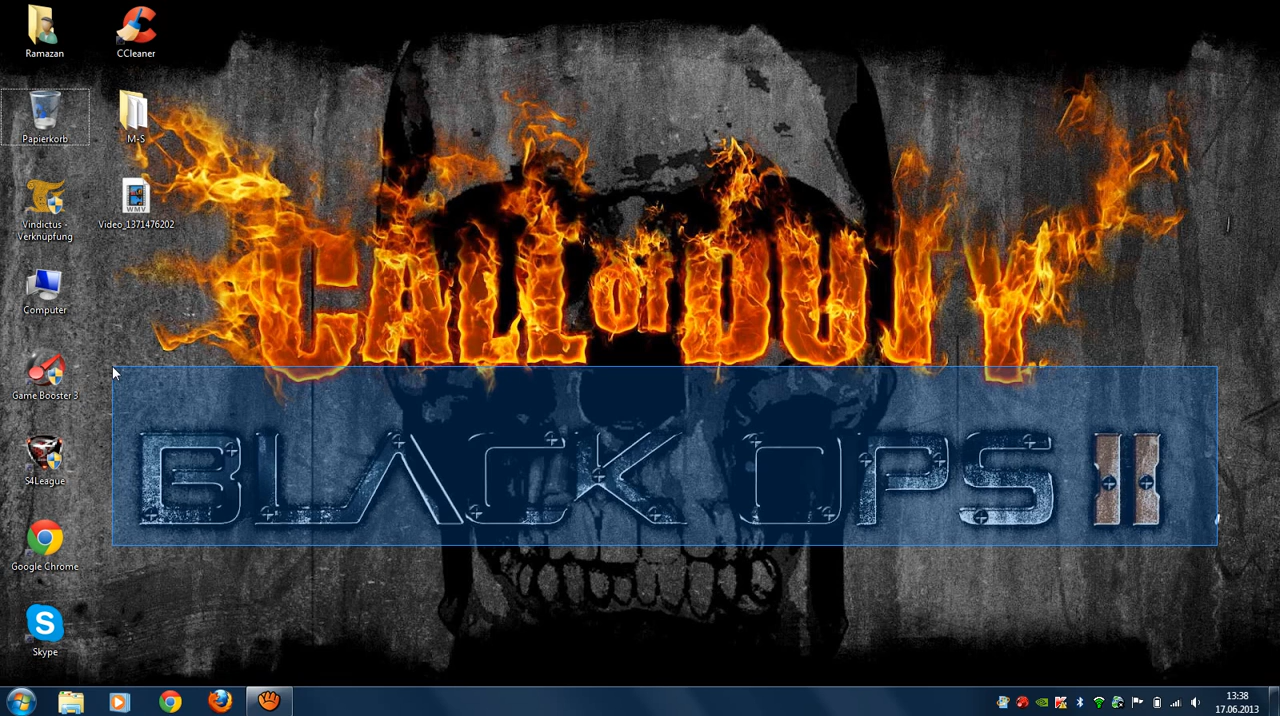 Ramazan
CCleaner
Papierkorb
M-S
Vindictus -
Verknüpfung
Video_1371476202
WMV
Computer
Game Booster 3
S4League
Google Chrome
Skype
CALL of DUTY
BLACK OPS II
13:38
17.06.2013